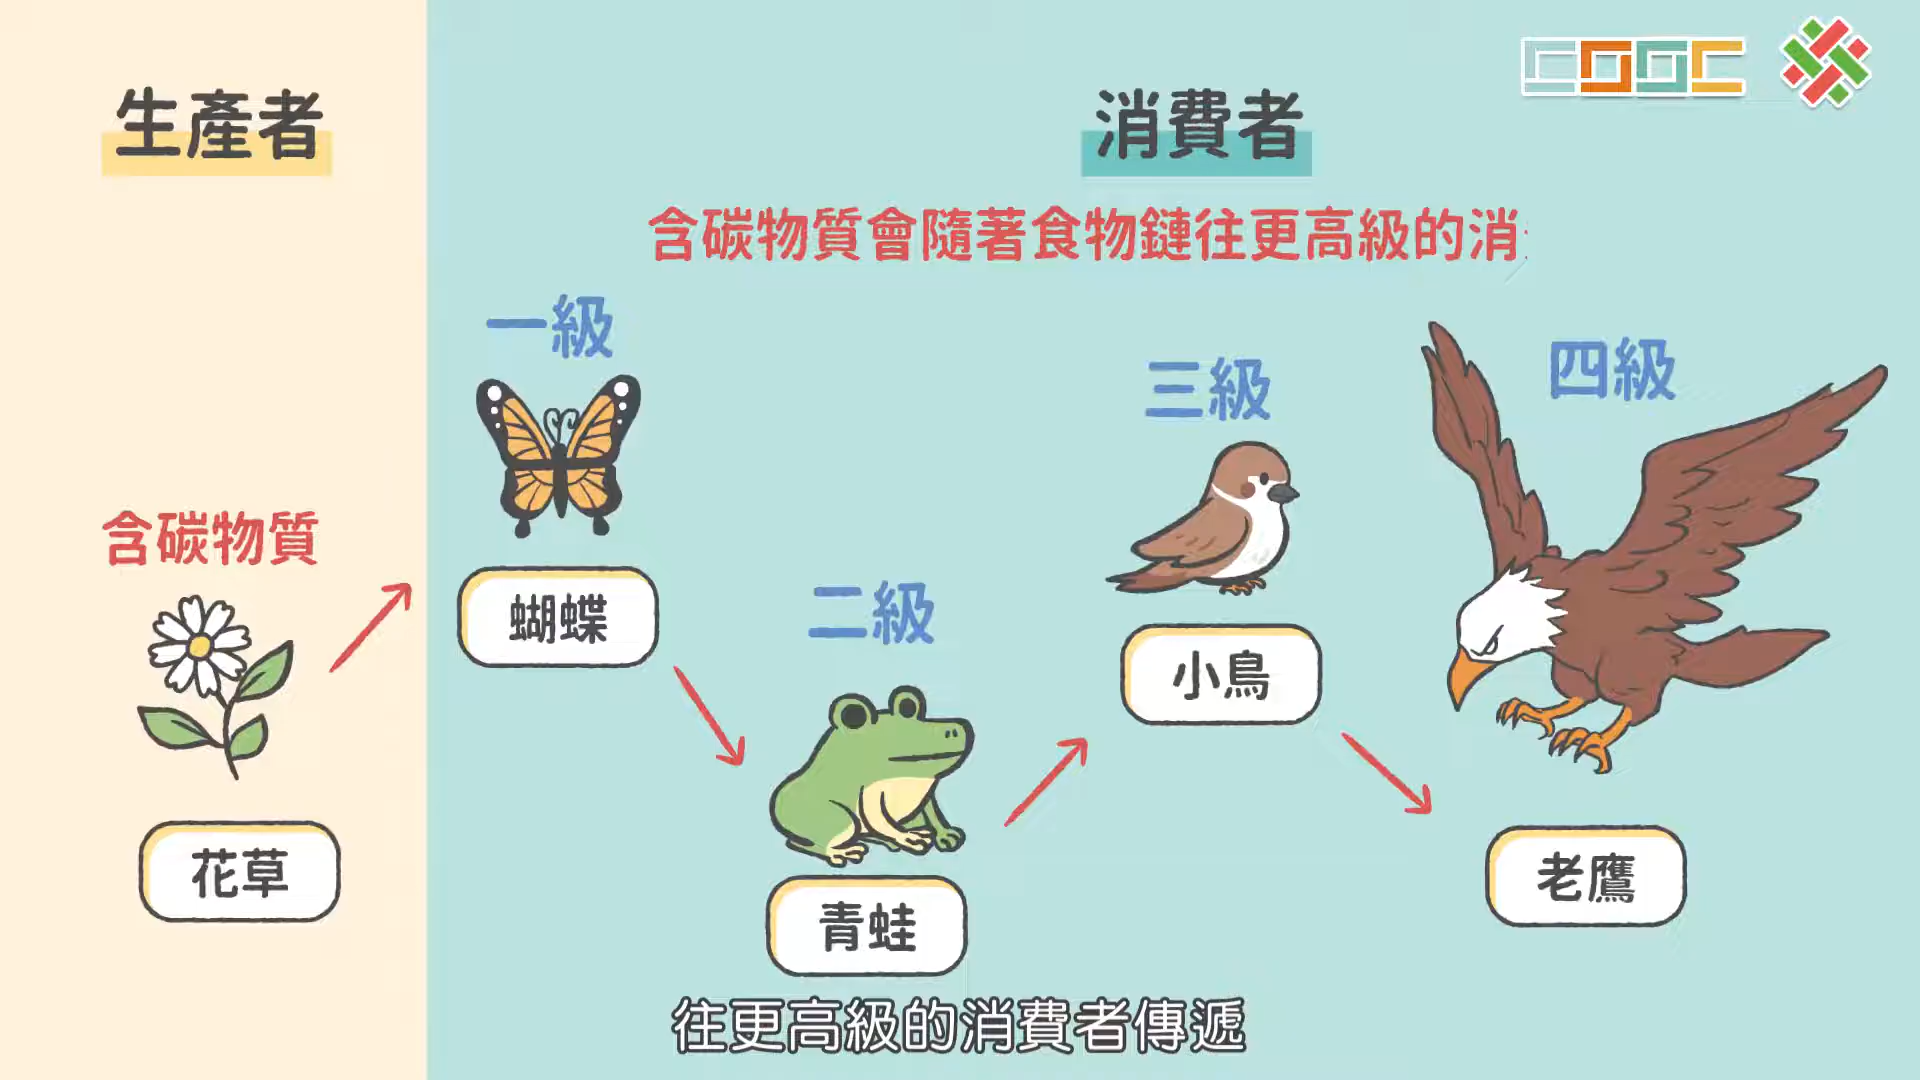 生產者
消費者
COOC
含碳物質會隨著食物鏈往更高級的消
一級
三級
四級
含碳物質
蝴蝶
二級
小鳥
花草
青蛙
老鷹
往更高級的消費者傳遞